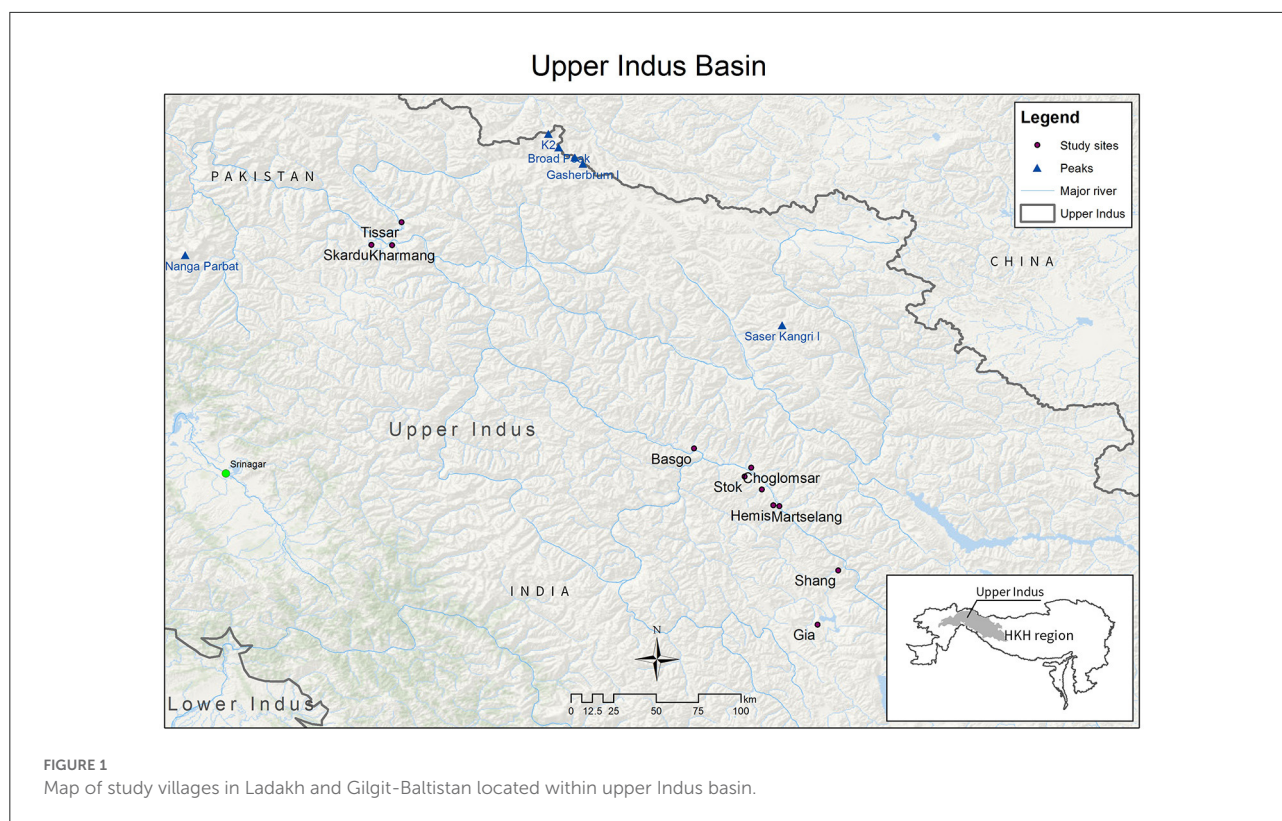 Upper Indus Basin
Legend
Study sites
Peaks
Major river
Upper Indus
K2
Broad Peak
Gasherbrum I
PAKISTAN
Tissar
SkarduKharmang
Nanga Parbat
CHINA
Saser Kangri I
Upper Indus
Basgo
Srinagar
Choglomsar
Stok
HemisMartselang
INDIA
Shang
Gia
Upper Indus
HKH region
N
Lower Indus
km
0 12.5 25 50 75 100
FIGURE 1
Map of study villages in Ladakh and Gilgit-Baltistan located within upper Indus basin.